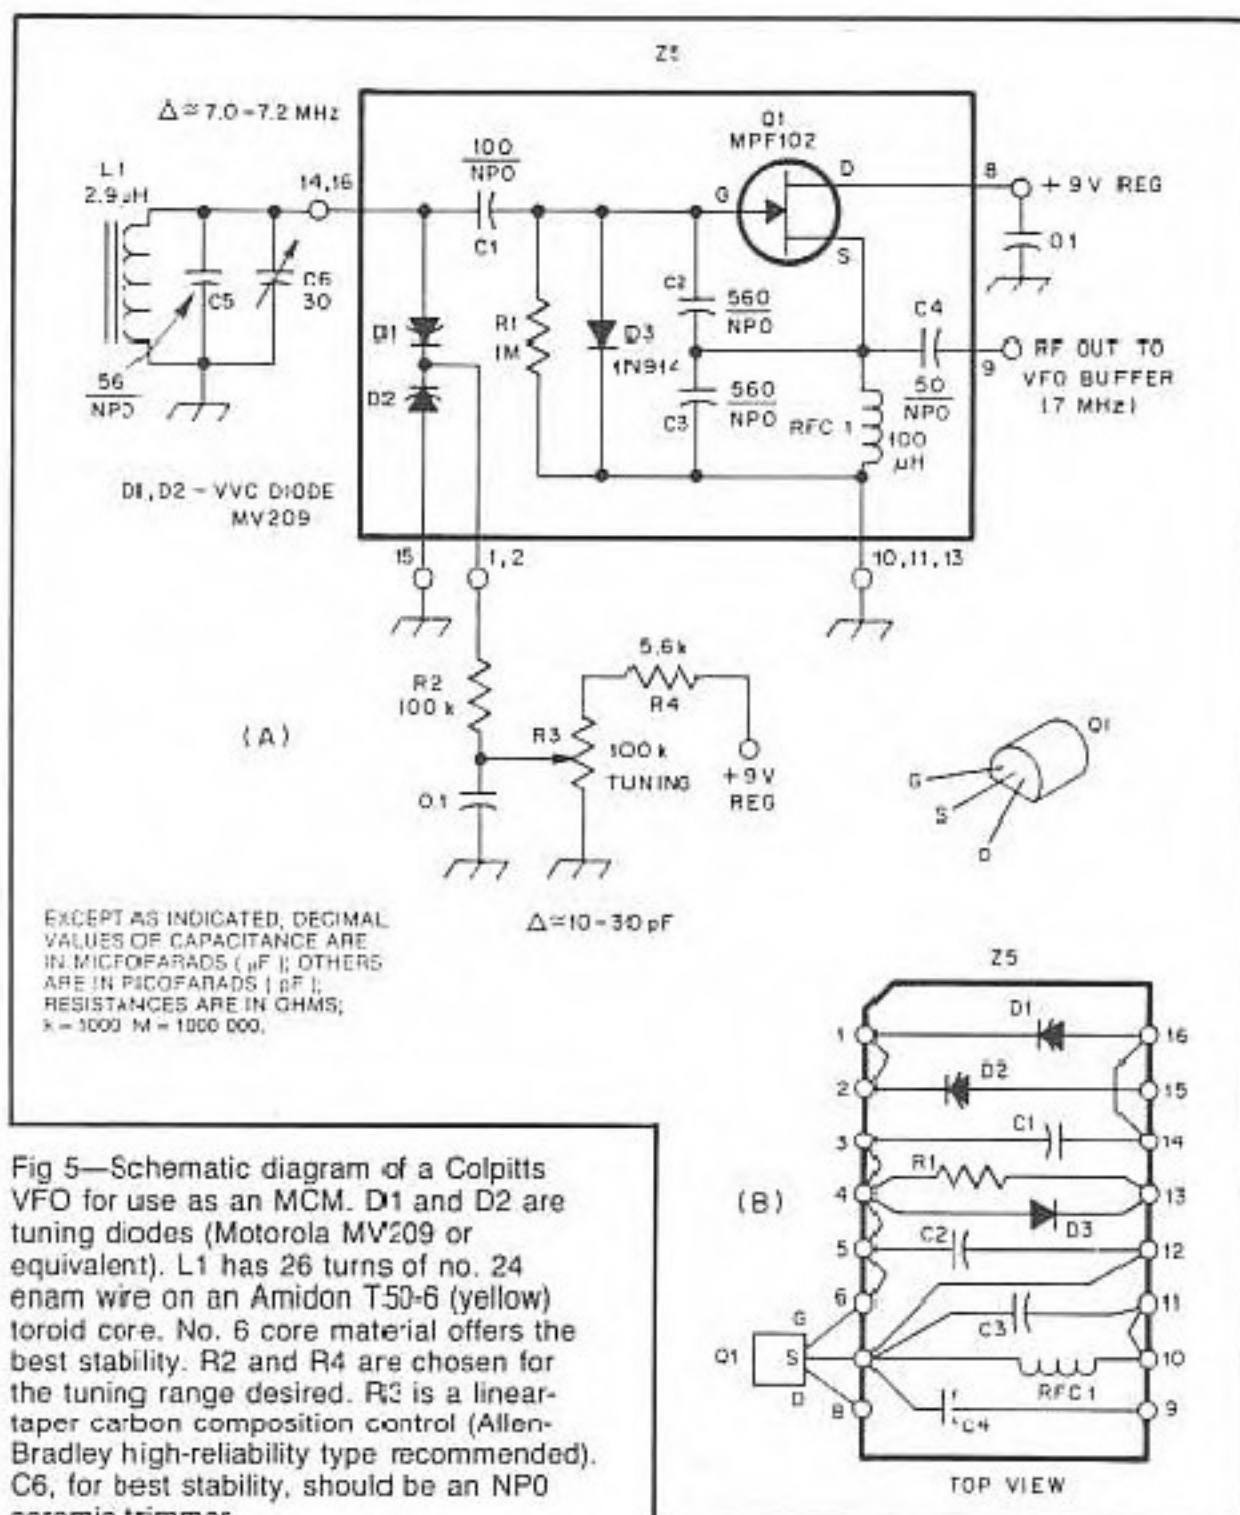 Z5
Δ ≈ 7.0-7.2 MHz
L1
2.9 µH
14,16
C5
C6
30
56
NPO
D1, D2 - VVC DIODE
MV209
100
NPO
C1
Q1
MPF102
G
D
S
8
+ 9 V REG
0.1
D1
D2
R1
1M
D3
1N914
C2
560
NPO
560
NPO
C3
RFC 1
100
µH
C4
50
NPO
9
RF OUT TO
VFO BUFFER
(7 MHz)
15
1, 2
10, 11, 13
R2
100 k
(A)
0.1
R3
100 k
TUNING
5.6 k
R4
+ 9 V
REG
Δ ≈ 10-30 pF
Q1
G
S
D
EXCEPT AS INDICATED, DECIMAL
VALUES OF CAPACITANCE ARE
IN MICROFARADS ( µF ); OTHERS
ARE IN PICOFARADS ( pF );
RESISTANCES ARE IN OHMS;
k = 1000 M = 1000 000.
Z5
1
D1
16
2
D2
15
3
C1
14
4
R1
13
D3
(B)
5
C2
12
6
11
C3
Q1
G
S
D
RFC 1
10
8
C4
9
TOP VIEW
Fig 5—Schematic diagram of a Colpitts
VFO for use as an MCM. D1 and D2 are
tuning diodes (Motorola MV209 or
equivalent). L1 has 26 turns of no. 24
enam wire on an Amidon T50-6 (yellow)
toroid core. No. 6 core material offers the
best stability. R2 and R4 are chosen for
the tuning range desired. R3 is a linear-
taper carbon composition control (Allen-
Bradley high-reliability type recommended).
C6, for best stability, should be an NP0
ceramic trimmer